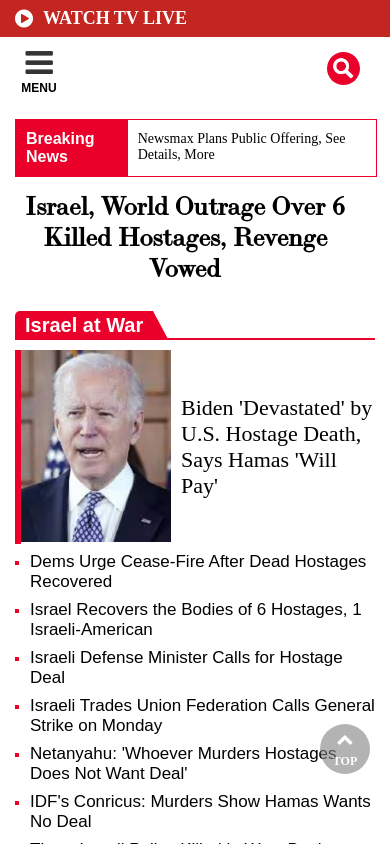 WATCH TV LIVE
MENU
Breaking
News
Newsmax Plans Public Offering, See
Details, More
Israel, World Outrage Over 6
Killed Hostages, Revenge
Vowed
Israel at War
Biden 'Devastated' by
U.S. Hostage Death,
Says Hamas 'Will
Pay'
Dems Urge Cease-Fire After Dead Hostages
Recovered
Israel Recovers the Bodies of 6 Hostages, 1
Israeli-American
Israeli Defense Minister Calls for Hostage
Deal
Israeli Trades Union Federation Calls General
Strike on Monday
Netanyahu: 'Whoever Murders Hostages
Does Not Want Deal'
TOP
IDF's Conricus: Murders Show Hamas Wants
No Deal